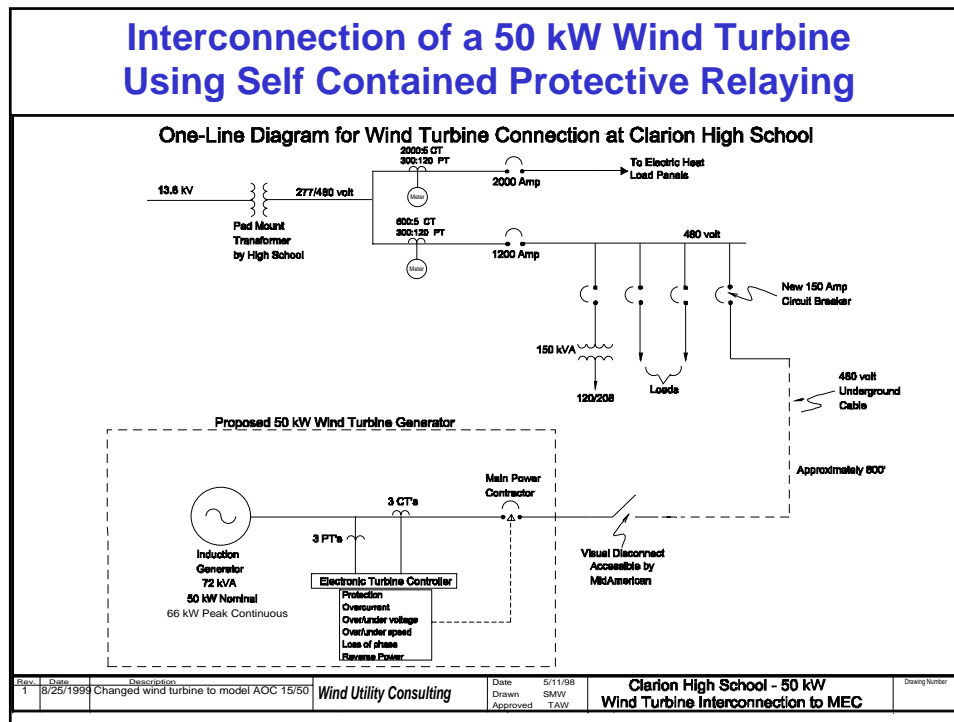 Interconnection of a 50 kW Wind Turbine
Using Self Contained Protective Relaying
One-Line Diagram for Wind Turbine Connection at Clarion High School
2000:5 CT
300:120 PT
Meter
2000 Amp
To Electric Heat
Load Panels
13.8 kV
277/480 volt
Pad Mount
Transformer
by High School
600:5 CT
300:120 PT
Meter
1200 Amp
480 volt
New 150 Amp
Circuit Breaker
150 kVA
120/208
Loads
480 volt
Underground
Cable
Approximately 600'
Proposed 50 kW Wind Turbine Generator
Main Power
Contractor
3 CT's
3 PT's
Induction
Generator
72 kVA
50 kW Nominal
66 kW Peak Continuous
Electronic Turbine Controller
Protection
Overcurrent
Over/under voltage
Over/under speed
Loss of phase
Reverse Power
Visual Disconnect
Accessible by
MidAmerican
Rev. Date Description
1 8/25/1999 Changed wind turbine to model AOC 15/50
Wind Utility Consulting
Date 5/11/98
Drawn SMW
Approved TAW
Clarion High School - 50 kW
Wind Turbine Interconnection to MEC
Drawing Number